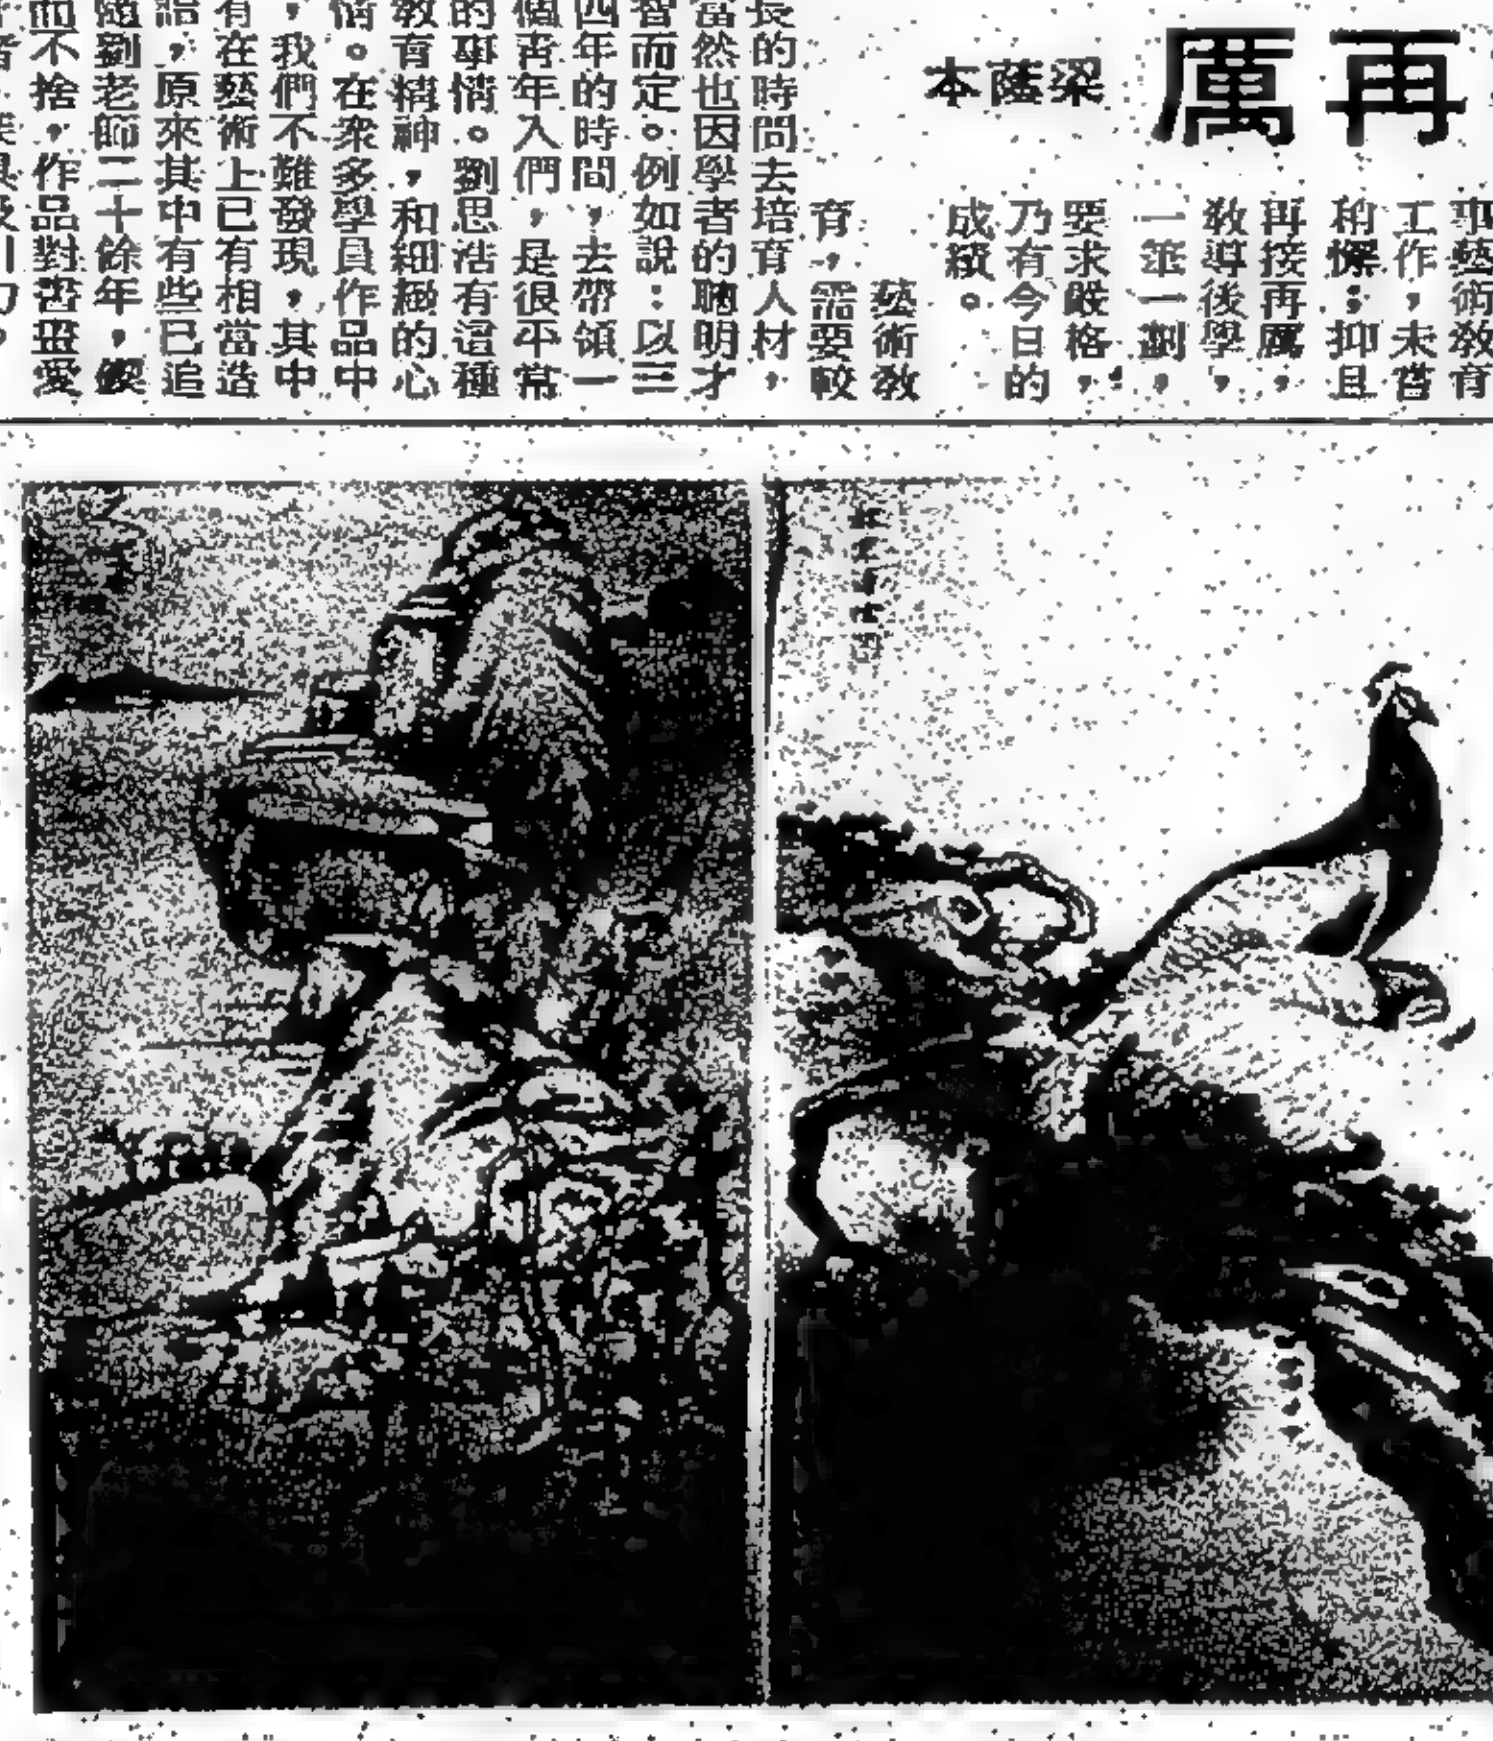 再厲
梁蔭本
事藝術教育
工作，未嘗
稍懈；抑且
再接再厲，
教導後學，
一筆一劃，
要求嚴格，
乃有今日的
成績。
藝術教
育，需要較
長的時間去培育人材，
當然也因學者的聰明才
智而定。例如說：以三
四年的時間，去帶領一
個青年人們，是很平常
的事情。劉思浩有這種
教育精神，和細緻的心
情。在衆多學員作品中
，我們不難發現，其中
有在藝術上已有相當造
詣，原來其中有些已追
隨劉老師二十餘年，鍥
而不捨，作品對書畫愛